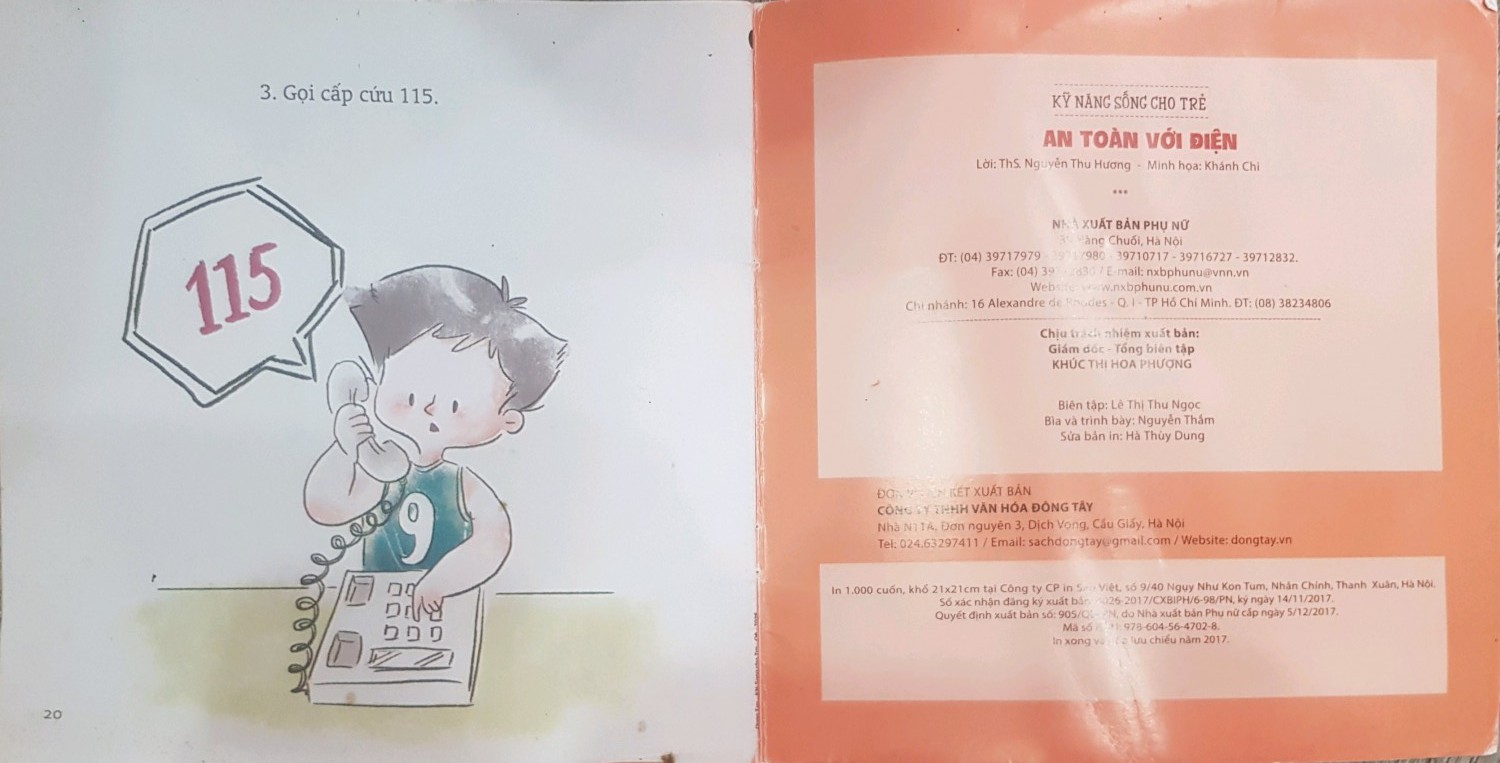 3. Gọi cấp cứu 115.
115
9
20
KỸ NĂNG SỐNG CHO TRẺ
AN TOÀN VỚI ĐIỆN
Lời: ThS. Nguyễn Thu Hương - Minh họa: Khánh Chi
***
NHÀ XUẤT BẢN PHỤ NỮ
Chuối, Hà Nội
ĐT: (04) 39717979 - - 39710717 - 39716727 - 39712832.
Fax: (04) / E-mail: nxbphunu@vnn.vn
Website: www.nxbphunu.com.vn
Chi nhánh: 16 Alexandre de Rhodes - Q. I - TP Hồ Chí Minh. ĐT: (08) 38234806
Chịu trách nhiệm xuất bản:
Giám đốc - Tổng biên tập
KHÚC THỊ HOA PHƯỢNG
Biên tập: Lê Thị Thu Ngọc
Bìa và trình bày: Nguyễn Thắm
Sửa bản in: Hà Thùy Dung
KẾT XUẤT BẢN
CÔNG TY TNHH VĂN HÓA ĐÔNG TÂY
Nhà N11A, Đơn nguyên 3, Dịch Vọng, Cầu Giấy, Hà Nội
Tel: 024.63297411 / Email: sachdongtay@gmail.com / Website: dongtay.vn
In 1.000 cuốn, khổ 21x21cm tại Công ty CP in Sao Việt, số 9/40 Ngụy Như Kon Tum, Nhân Chính, Thanh Xuân, Hà Nội.
Số xác nhận đăng ký xuất bản: ký ngày 14/11/2017.
Quyết định xuất bản số: do Nhà xuất bản Phụ nữ cấp ngày 5/12/2017.
Mã số 978-604-56-4702-8.
In xong và lưu chiểu năm 2017.